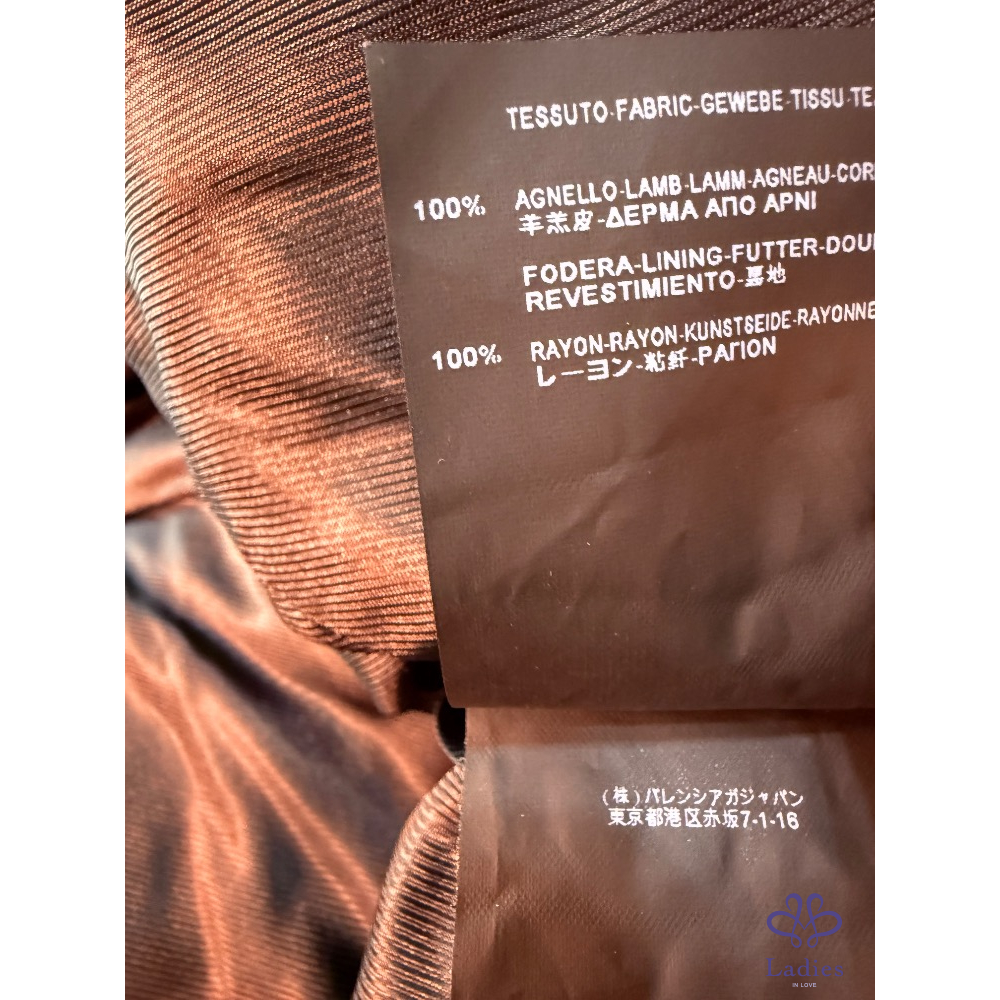 TESSUTO-FABRIC-GEWEBE-TISSU-TE
100% AGNELLO-LAMB-LAMM-AGNEAU-COR
羊羔皮-ΔΕΡΜΑ ΑΠΟ ΑΡΝΙ
FODERA-LINING-FUTTER-DOU
REVESTIMIENTO-裏地
100% RAYON-RAYON-KUNSTSEIDE-RAYONNE
レーヨン-粘釬-ΡΑΓΙΟΝ
(株)バレンシアガジャパン
東京都港区赤坂7-1-16
Ladies
IN LOVE